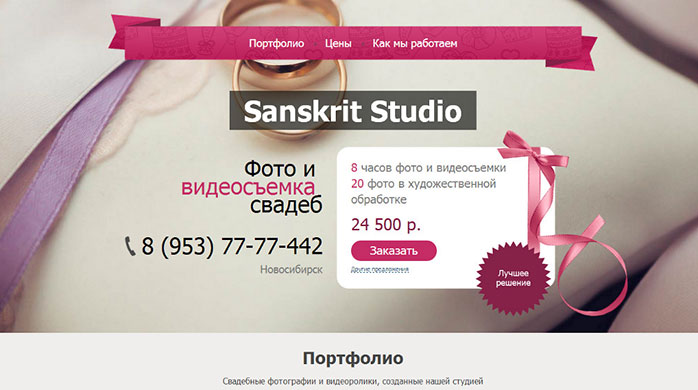 Портфолио Цены Как мы работаем
Sanskrit Studio
Фото и
видеосъемка
свадеб
8 (953) 77-77-442
Новосибирск
8 часов фото и видеосъемки
20 фото в художественной
обработке
24 500 р.
Заказать
Другие предложения
Лучшее
решение
Портфолио
Свадебные фотографии и видеоролики, созданные нашей студией